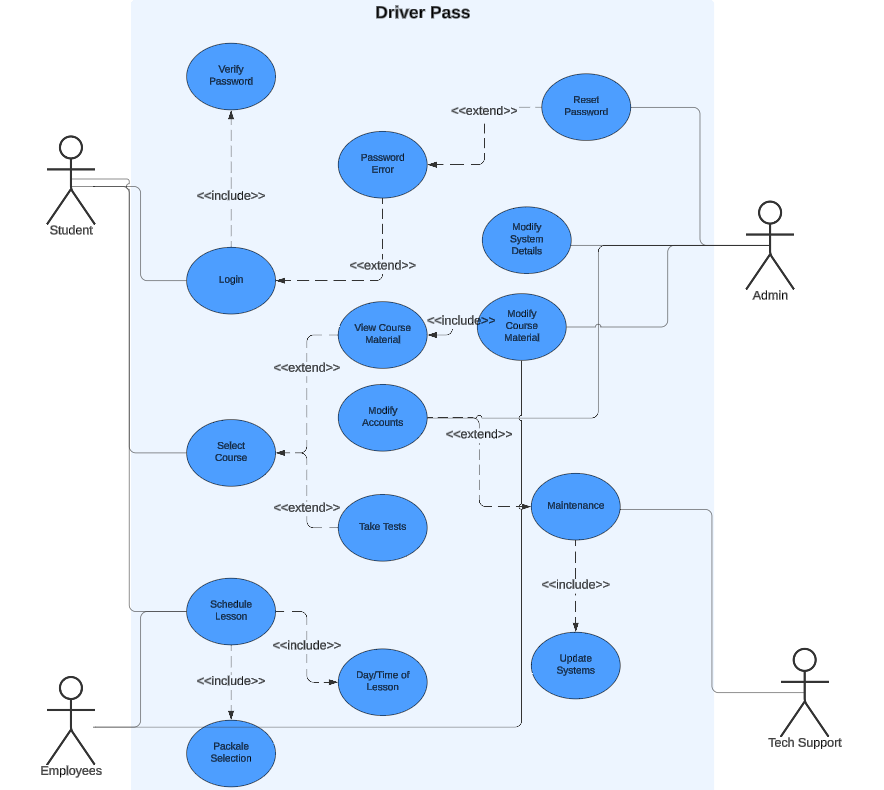 Driver Pass
Verify
Password
Reset
Password
<<extend>>
Password
Error
<<include>>
Student
Modify
System
Details
<<extend>>
Login
Admin
View Course
Material
<<include>>
Modify
Course
Material
<<extend>>
Modify
Accounts
<<extend>>
Select
Course
<<extend>>
Take Tests
Maintenance
<<include>>
Schedule
Lesson
<<include>>
<<include>>
Day/Time of
Lesson
Update
Systems
Employees
Packale
Selection
Tech Support